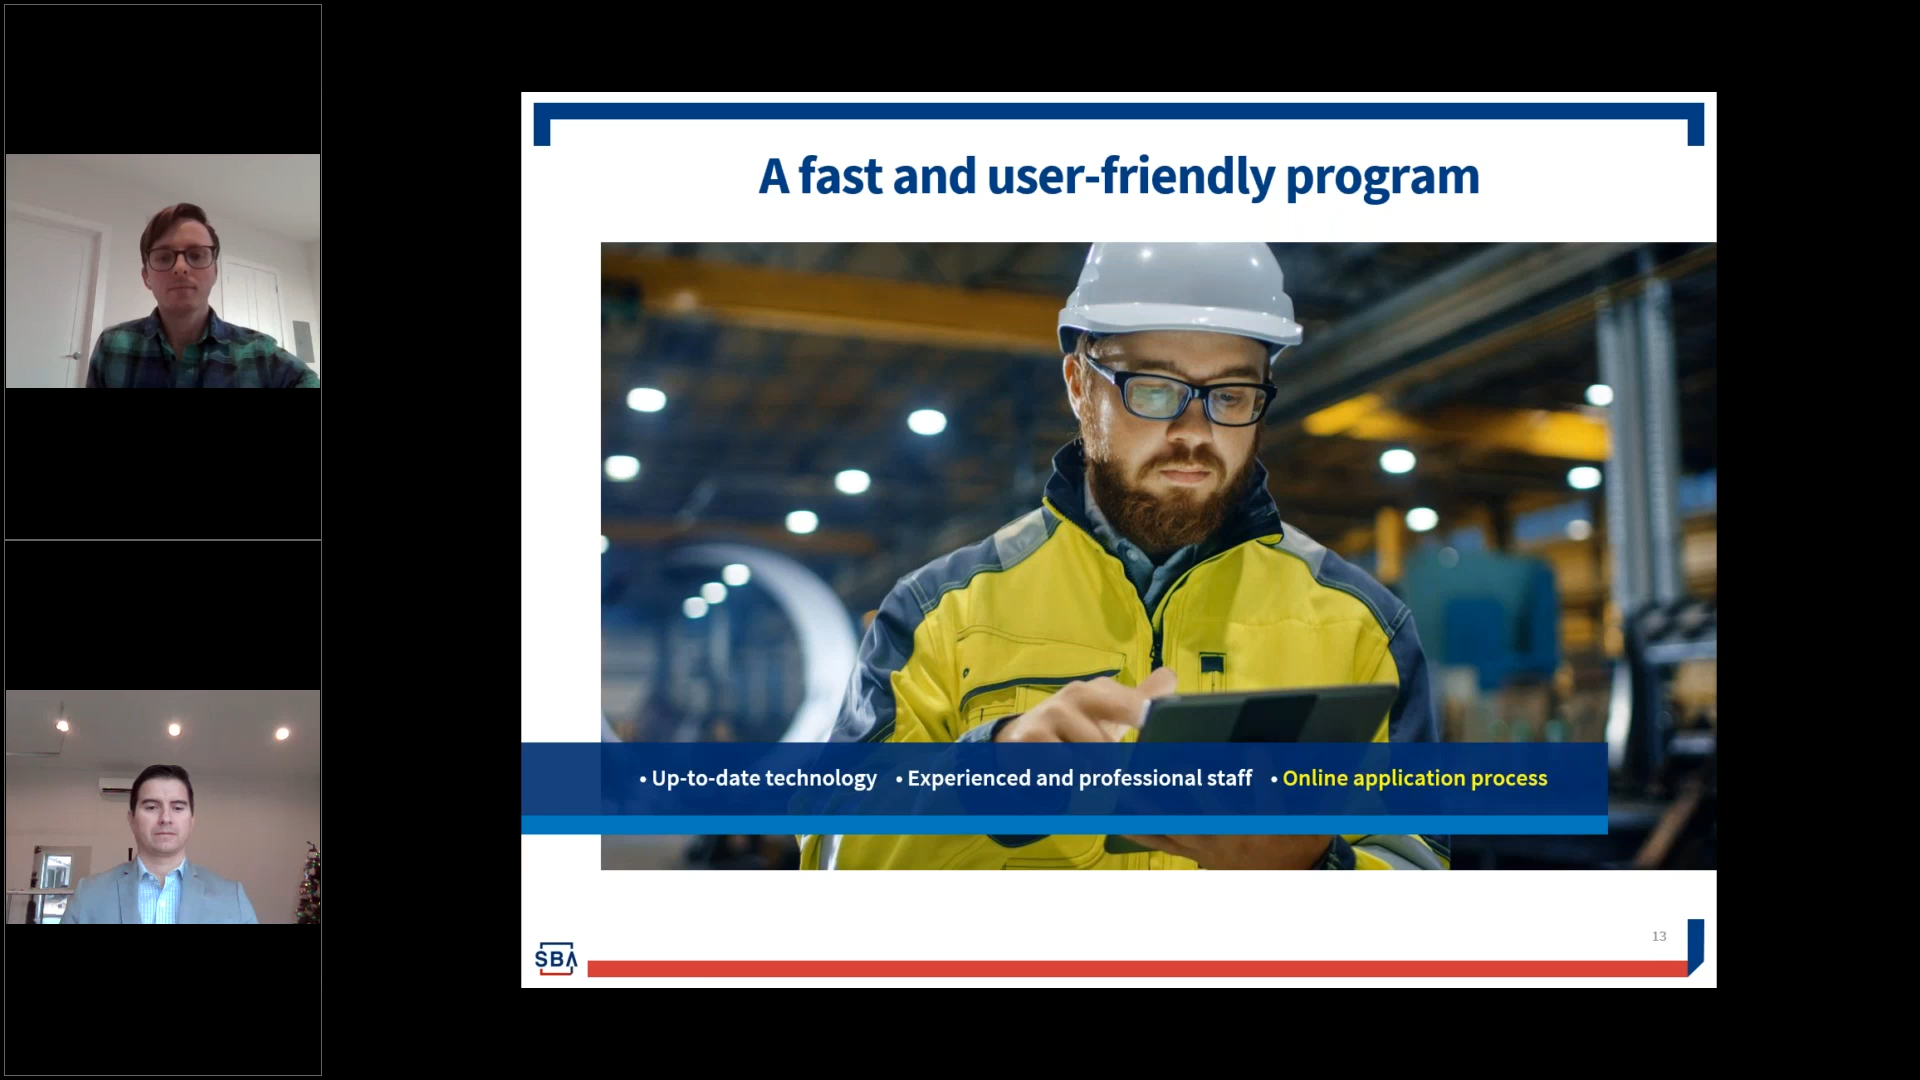 A fast and user-friendly program
• Up-to-date technology • Experienced and professional staff • Online application process
13
SBA